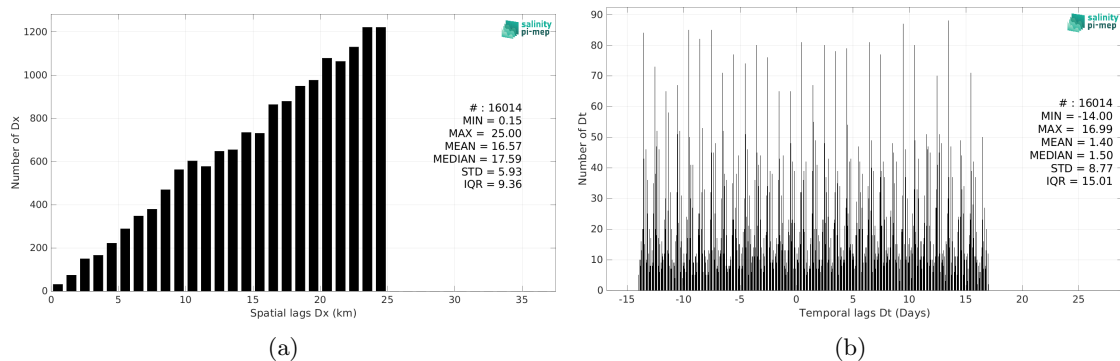 1200
1000
800
600
400
200
0
Number of Dx
0 5 10 15 20 25 30 35
Spatial lags Dx (km)
salinity
pi-mep
# : 16014
MIN = 0.15
MAX = 25.00
MEAN = 16.57
MEDIAN = 17.59
STD = 5.93
IQR = 9.36
(a)
90
80
70
60
50
40
30
20
10
0
Number of Dt
-15 -10 -5 0 5 10 15 20 25
Temporal lags Dt (Days)
salinity
pi-mep
# : 16014
MIN = -14.00
MAX = 16.99
MEAN = 1.40
MEDIAN = 1.50
STD = 8.77
IQR = 15.01
(b)